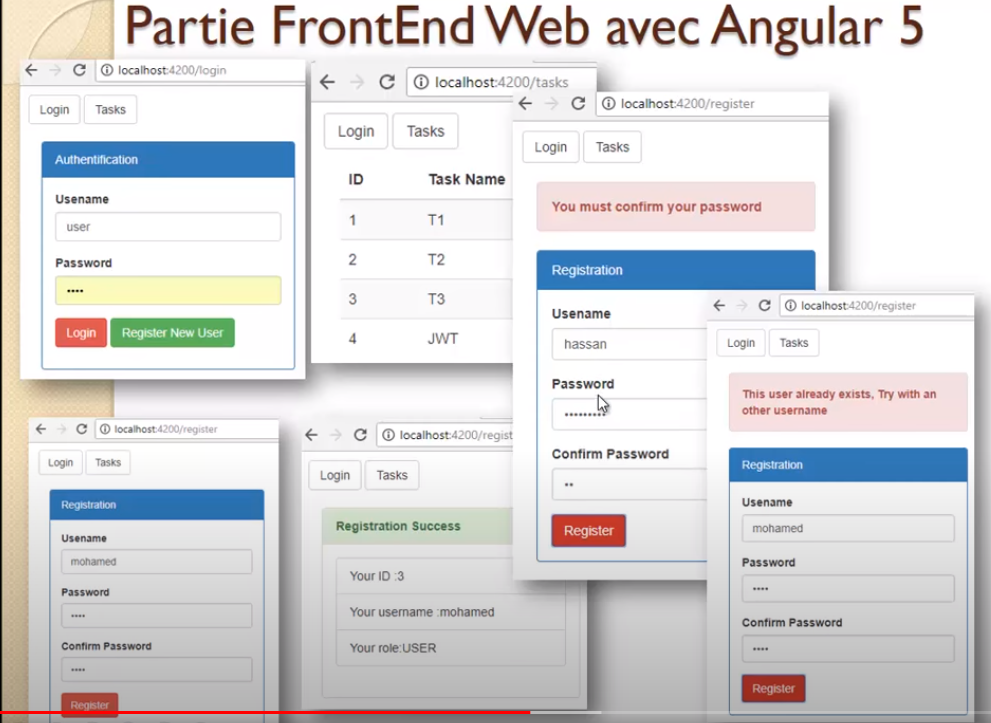 Partie FrontEnd Web avec Angular 5
localhost:4200/login
Login Tasks
Authentification
Usename
user
Password
••••
Login Register New User
localhost:4200/tasks
Login Tasks
ID Task Name
1 T1
2 T2
3 T3
4 JWT
localhost:4200/register
Login Tasks
You must confirm your password
Registration
Usename
hassan
Password
•••••••••
Confirm Password
••
Register
localhost:4200/register
Login Tasks
This user already exists, Try with an
other username
Registration
Usename
mohamed
Password
••••
Confirm Password
••••
Register
localhost:4200/register
Login Tasks
Registration
Usename
mohamed
Password
••••
Confirm Password
••••
Register
localhost:4200/regist
Login Tasks
Registration Success
Your ID :3
Your username :mohamed
Your role:USER